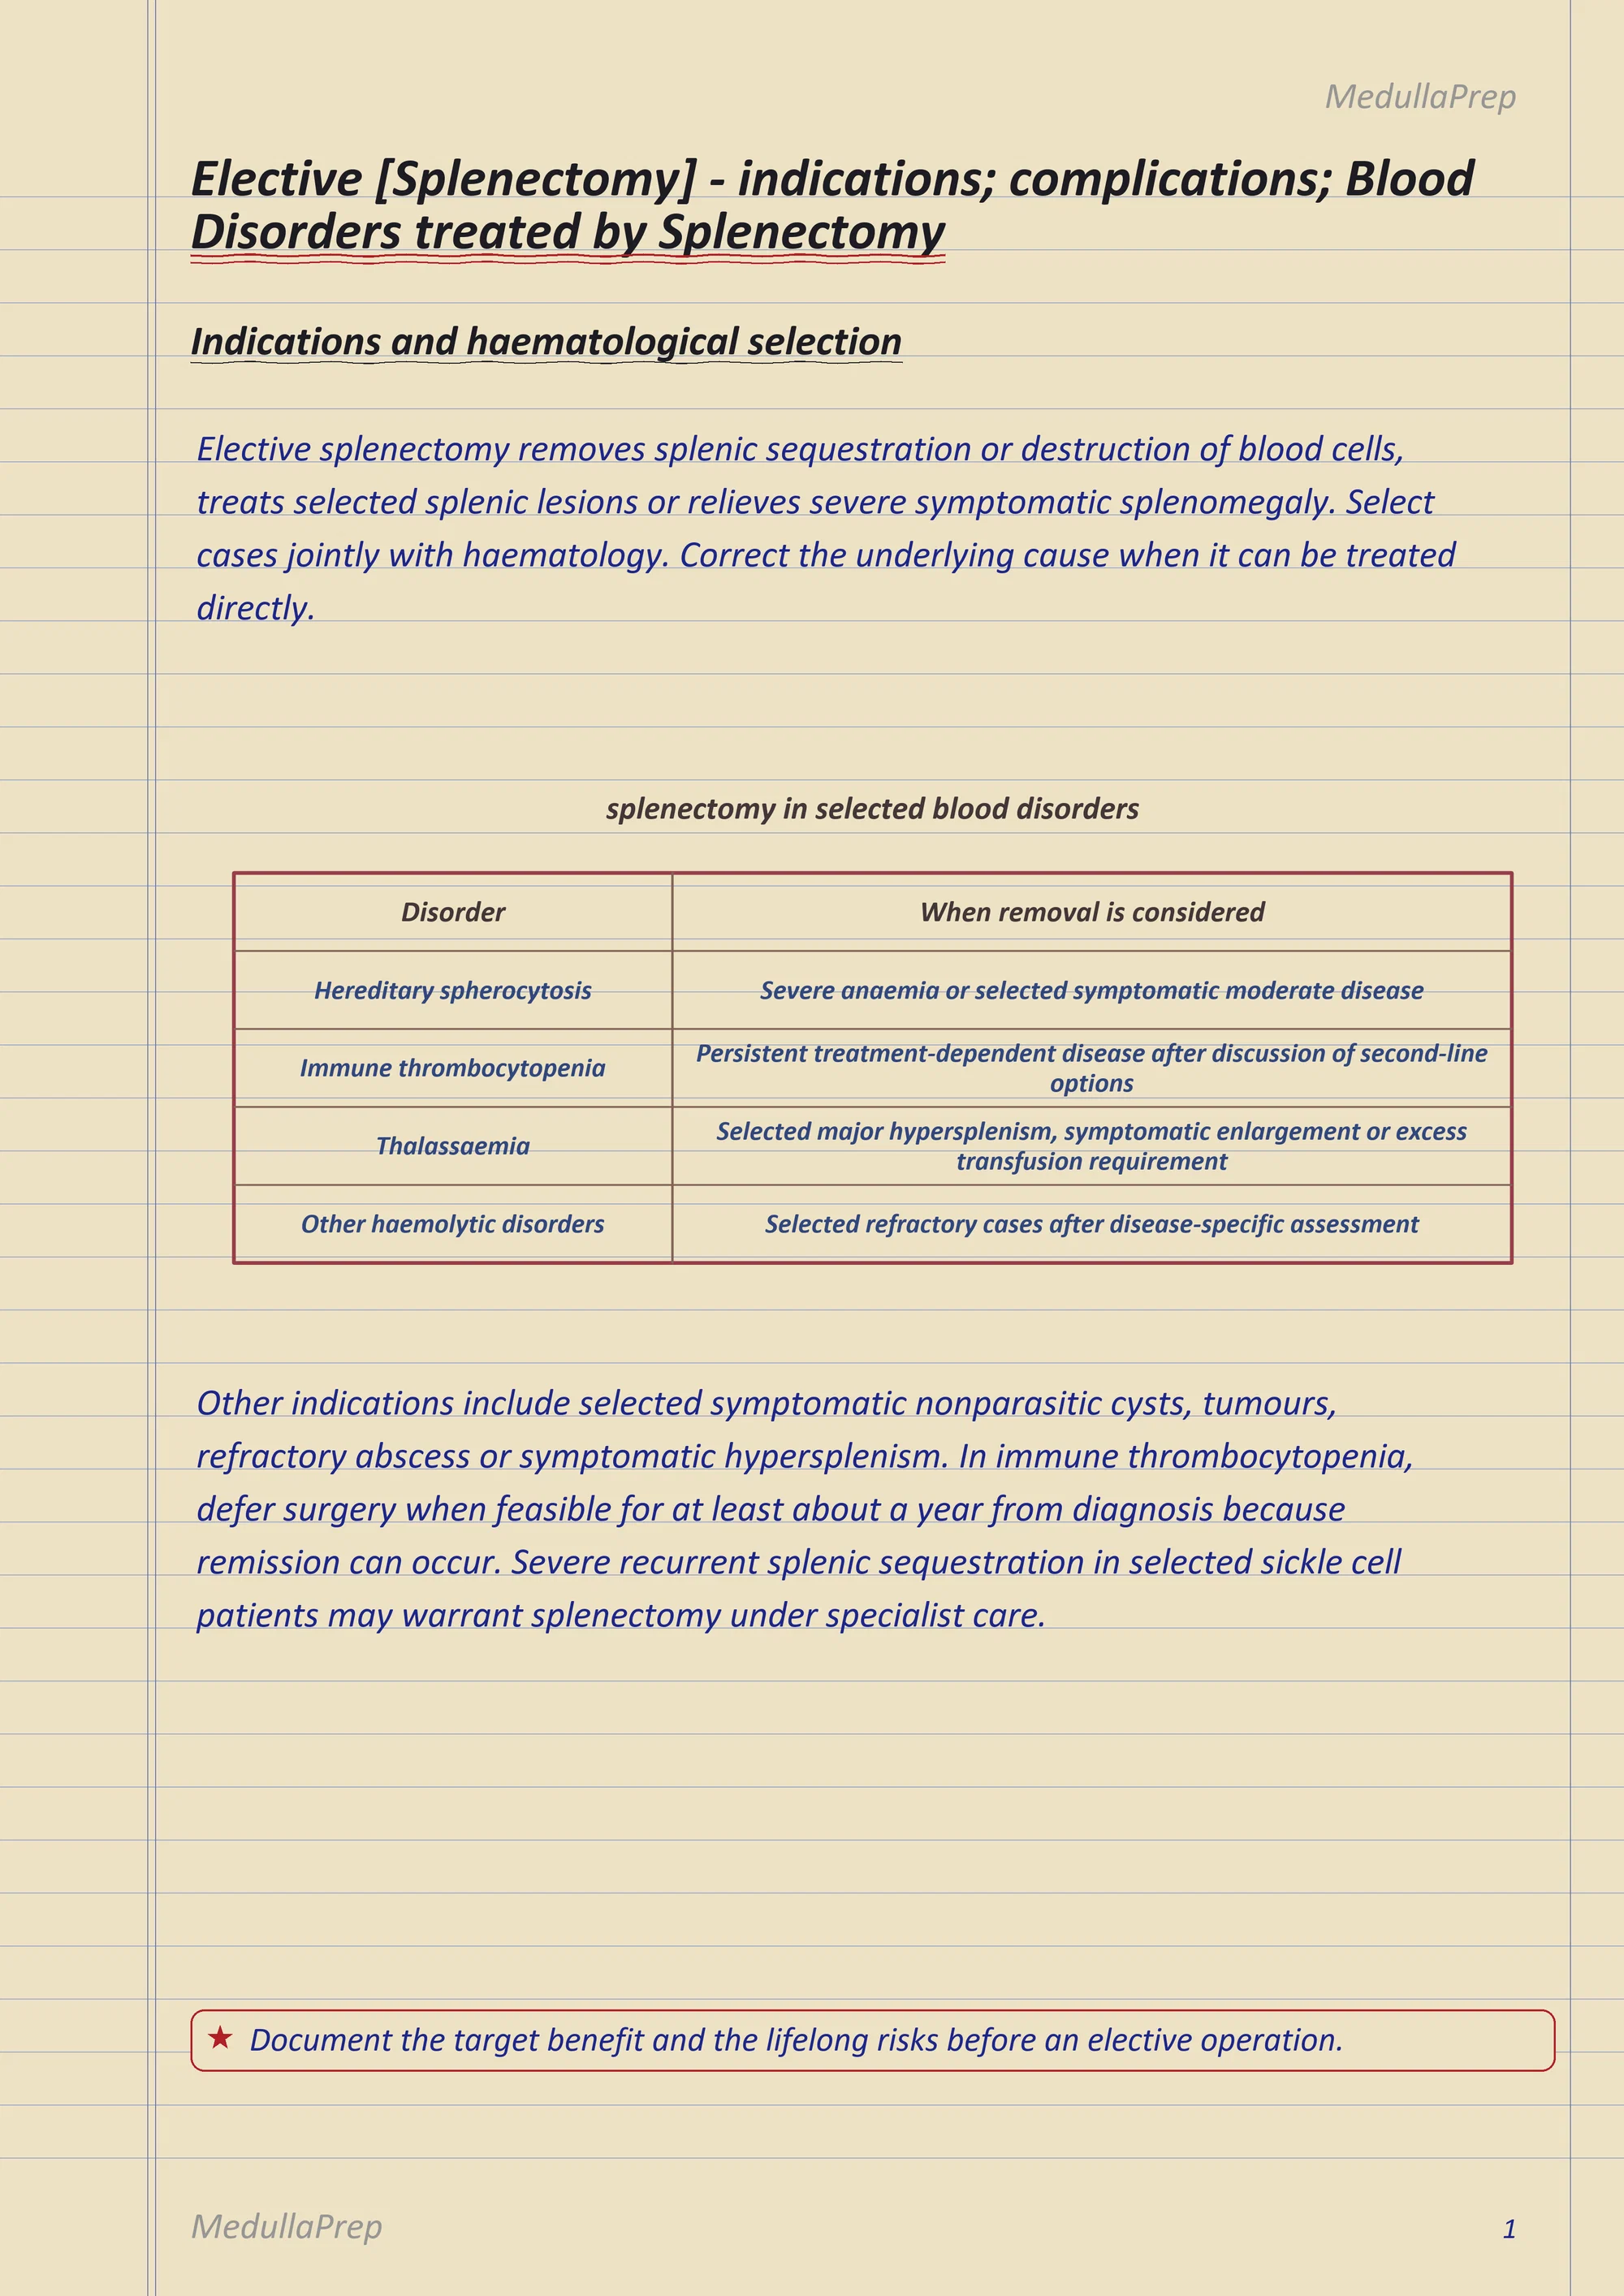 MedullaPrep
Elective [Splenectomy] - indications; complications; Blood
Disorders treated by Splenectomy
Indications and haematological selection
Elective splenectomy removes splenic sequestration or destruction of blood cells,
treats selected splenic lesions or relieves severe symptomatic splenomegaly. Select
cases jointly with haematology. Correct the underlying cause when it can be treated
directly.
splenectomy in selected blood disorders
Disorder
When removal is considered
Hereditary spherocytosis
Severe anaemia or selected symptomatic moderate disease
Immune thrombocytopenia
Persistent treatment-dependent disease after discussion of second-line
options
Thalassaemia
Selected major hypersplenism, symptomatic enlargement or excess
transfusion requirement
Other haemolytic disorders
Selected refractory cases after disease-specific assessment
Other indications include selected symptomatic nonparasitic cysts, tumours,
refractory abscess or symptomatic hypersplenism. In immune thrombocytopenia,
defer surgery when feasible for at least about a year from diagnosis because
remission can occur. Severe recurrent splenic sequestration in selected sickle cell
patients may warrant splenectomy under specialist care.
★ Document the target benefit and the lifelong risks before an elective operation.
MedullaPrep
1